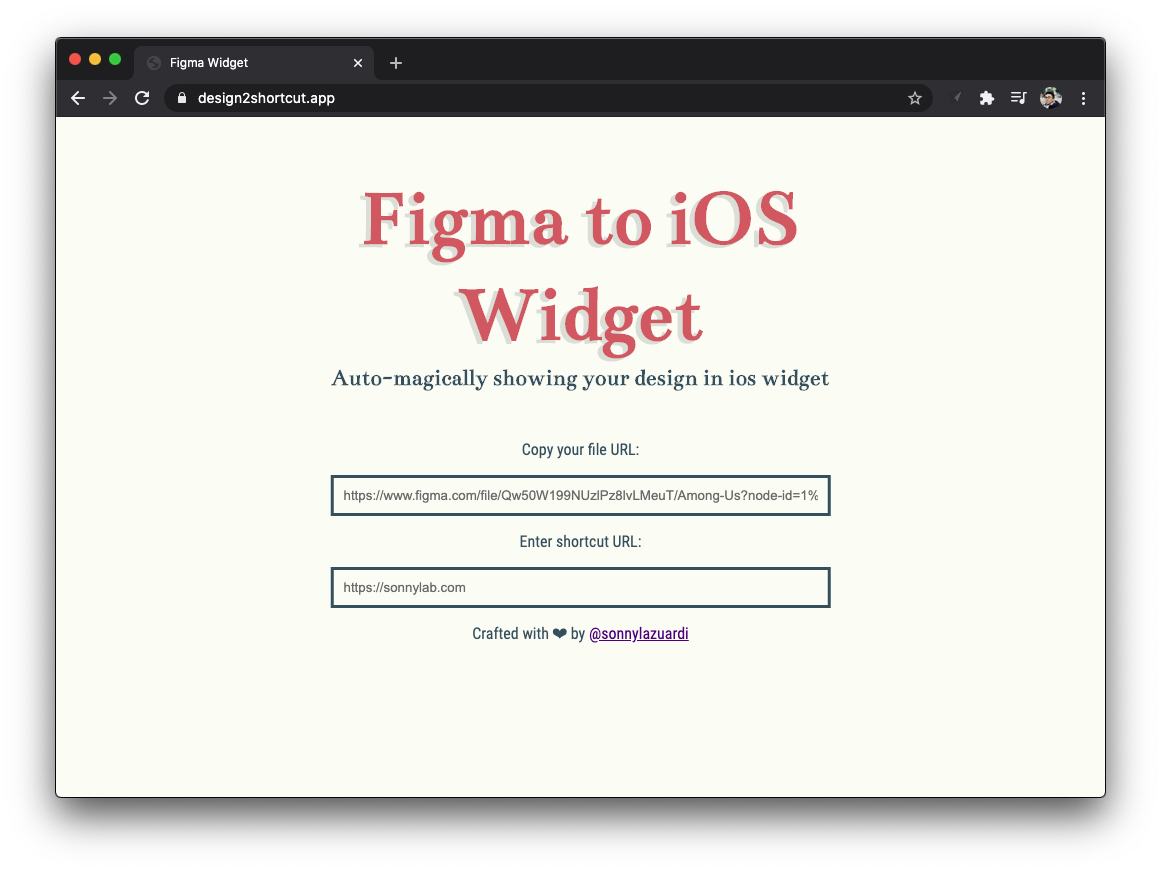 Figma Widget
design2shortcut.app
Figma to iOS
Widget
Auto-magically showing your design in ios widget
Copy your file URL:
https://www.figma.com/file/Qw50W199NUzlPz8lvLMeuT/Among-Us?node-id=1%
Enter shortcut URL:
https://sonnylab.com
Crafted with ❤ by @sonnylazuardi